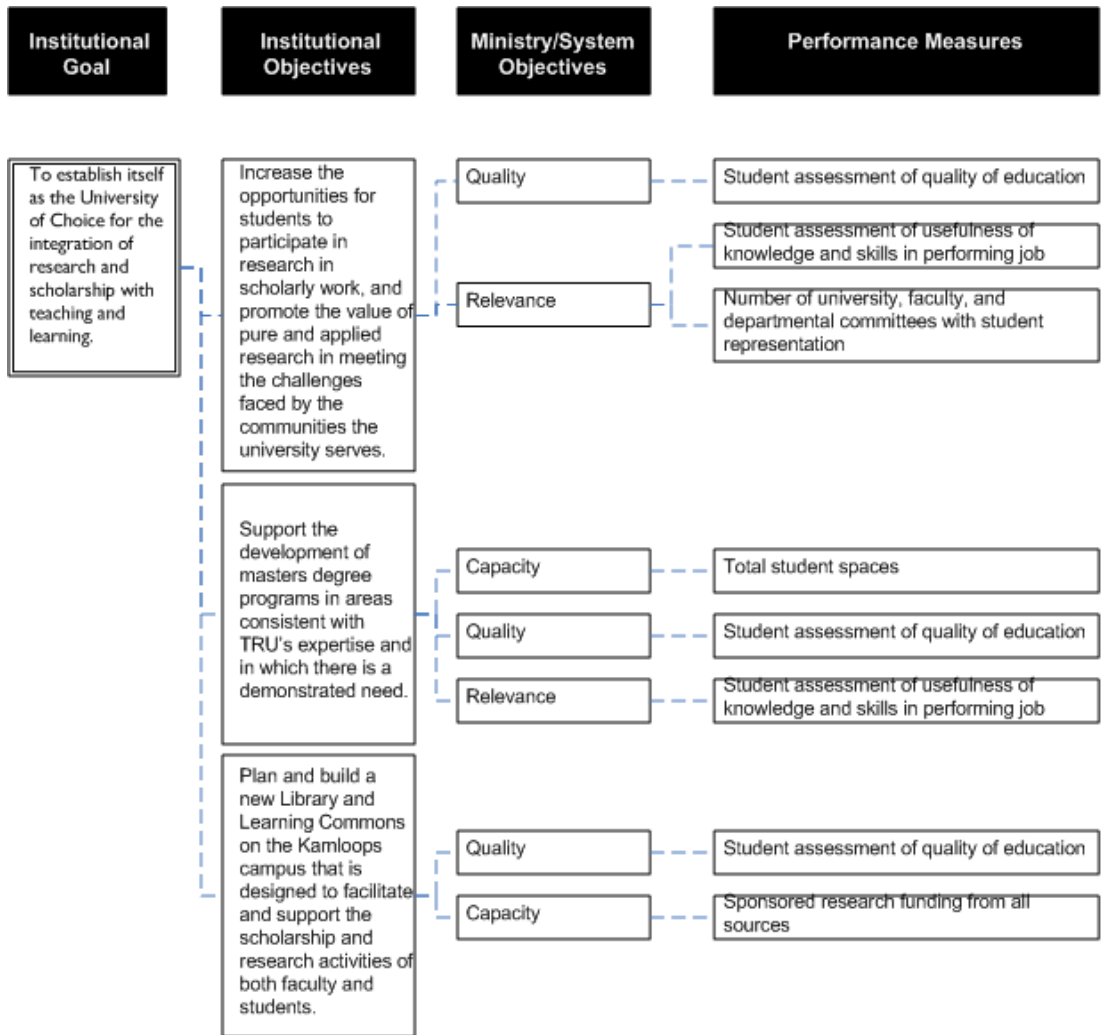 Institutional
Goal
Institutional
Objectives
Ministry/System
Objectives
Performance Measures
To establish itself
as the University
of Choice for the
integration of
research and
scholarship with
teaching and
learning.
Increase the
opportunities for
students to
participate in
research in
scholarly work, and
promote the value of
pure and applied
research in meeting
the challenges
faced by the
communities the
university serves.
Quality
Student assessment of quality of education
Relevance
Student assessment of usefulness of
knowledge and skills in performing job
Number of university, faculty, and
departmental committees with student
representation
Support the
development of
masters degree
programs in areas
consistent with
TRU's expertise and
in which there is a
demonstrated need.
Capacity
Total student spaces
Quality
Student assessment of quality of education
Relevance
Student assessment of usefulness of
knowledge and skills in performing job
Plan and build a
new Library and
Learning Commons
on the Kamloops
campus that is
designed to facilitate
and support the
scholarship and
research activities of
both faculty and
students.
Quality
Student assessment of quality of education
Capacity
Sponsored research funding from all
sources